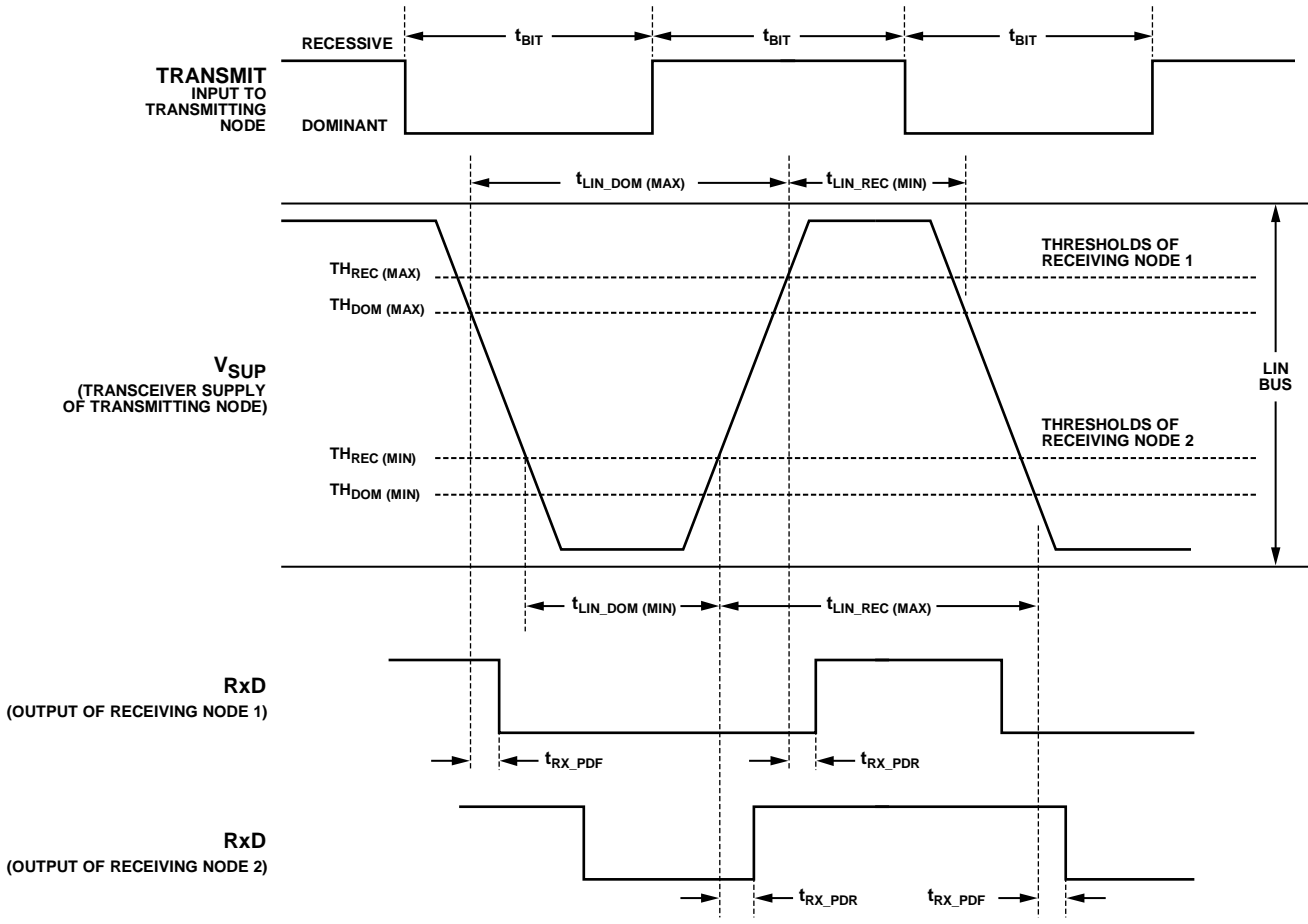 tBIT tBIT tBIT
RECESSIVE
TRANSMIT
INPUT TO
TRANSMITTING
NODE
DOMINANT
tLIN_DOM (MAX) tLIN_REC (MIN)
THRESHOLDS OF
RECEIVING NODE 1
THREC (MAX)
THDOM (MAX)
VSUP
(TRANSCEIVER SUPPLY
OF TRANSMITTING NODE)
LIN
BUS
THRESHOLDS OF
RECEIVING NODE 2
THREC (MIN)
THDOM (MIN)
tLIN_DOM (MIN) tLIN_REC (MAX)
RxD
(OUTPUT OF RECEIVING NODE 1)
tRX_PDF tRX_PDR
RxD
(OUTPUT OF RECEIVING NODE 2)
tRX_PDR tRX_PDF